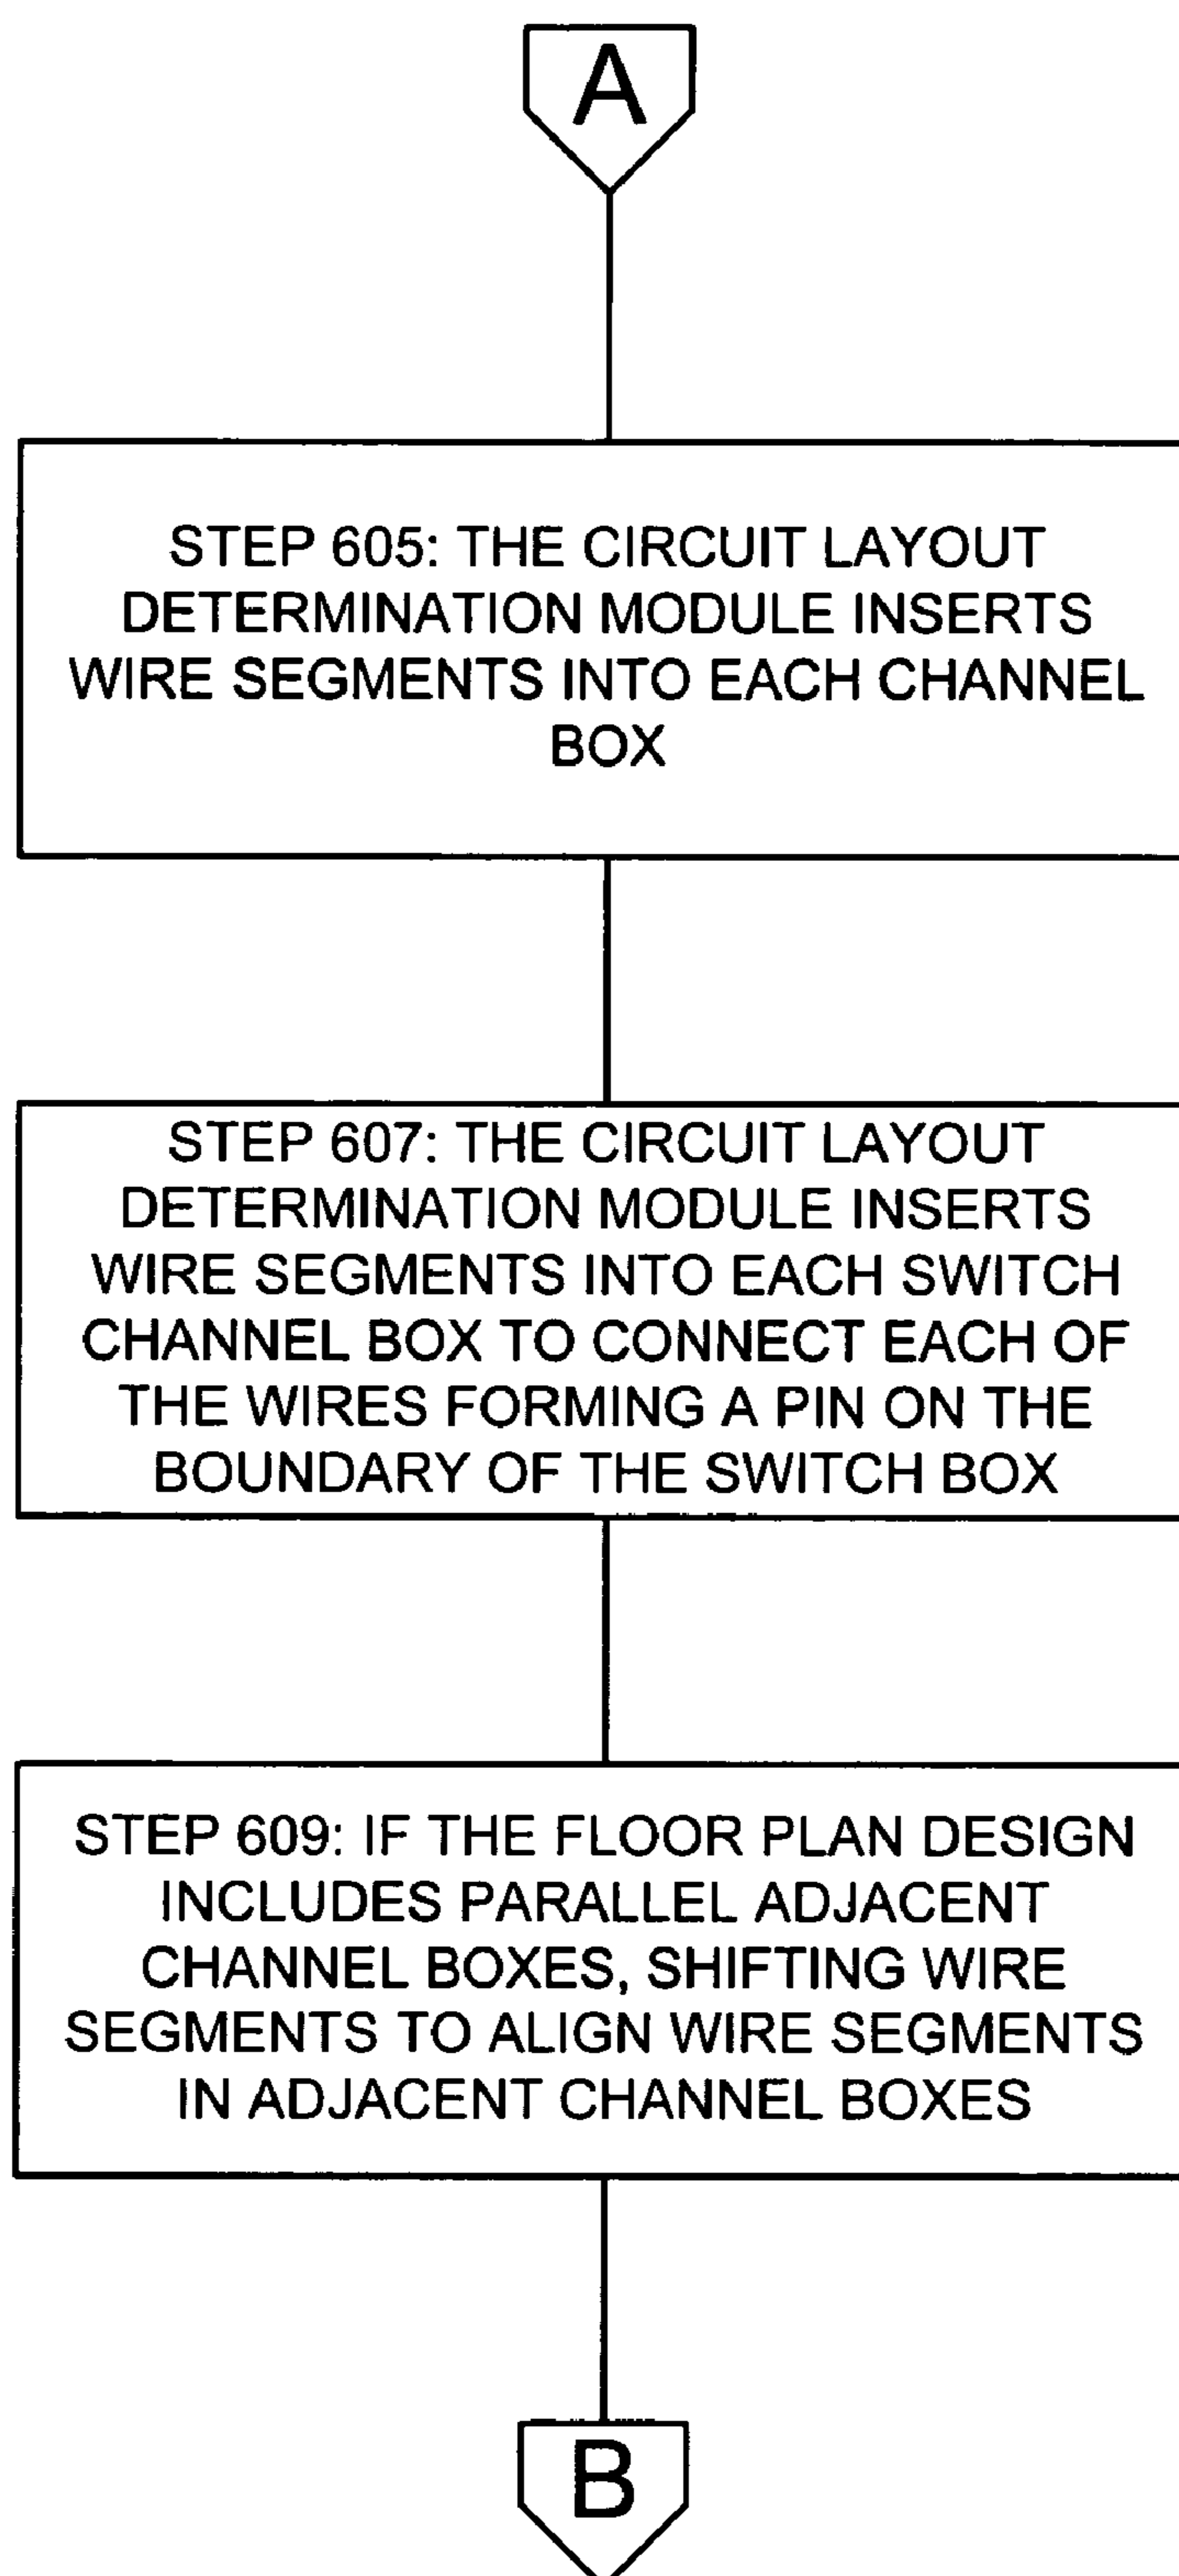 A
STEP 605: THE CIRCUIT LAYOUT
DETERMINATION MODULE INSERTS
WIRE SEGMENTS INTO EACH CHANNEL
BOX
STEP 607: THE CIRCUIT LAYOUT
DETERMINATION MODULE INSERTS
WIRE SEGMENTS INTO EACH SWITCH
CHANNEL BOX TO CONNECT EACH OF
THE WIRES FORMING A PIN ON THE
BOUNDARY OF THE SWITCH BOX
STEP 609: IF THE FLOOR PLAN DESIGN
INCLUDES PARALLEL ADJACENT
CHANNEL BOXES, SHIFTING WIRE
SEGMENTS TO ALIGN WIRE SEGMENTS
IN ADJACENT CHANNEL BOXES
B